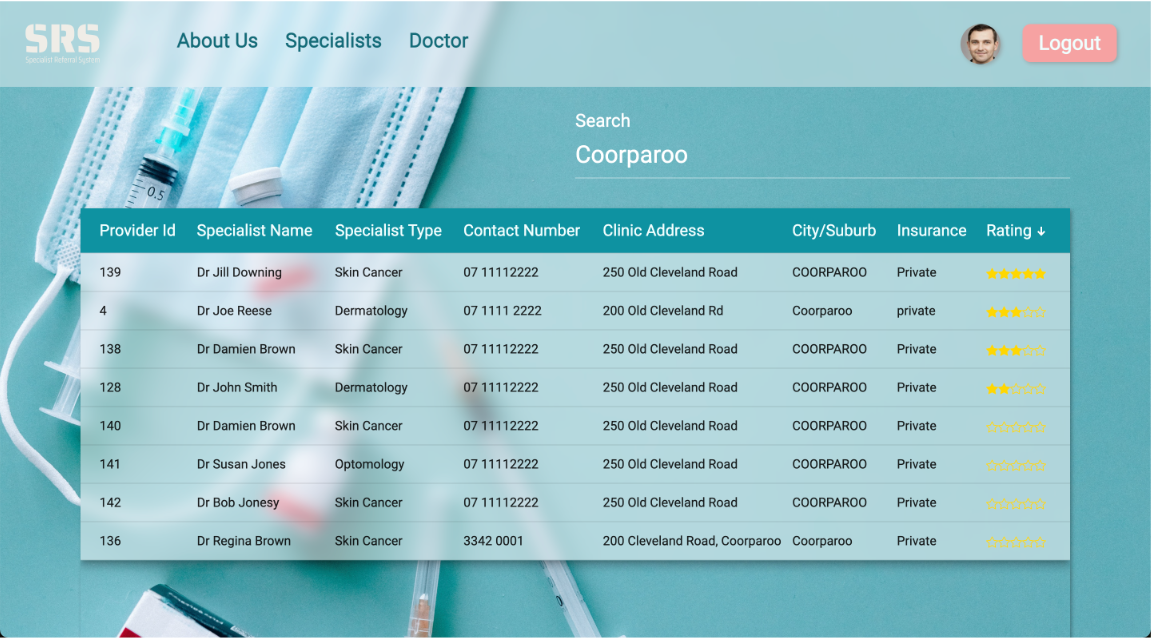 SRS
Specialist Referral System
About Us Specialists Doctor
Logout
Search
Coorparoo
0.5
Provider Id Specialist Name Specialist Type Contact Number Clinic Address City/Suburb Insurance Rating ↓
139 Dr Jill Downing Skin Cancer 07 11112222 250 Old Cleveland Road COORPAROO Private
4 Dr Joe Reese Dermatology 07 1111 2222 200 Old Cleveland Rd Coorparoo private
138 Dr Damien Brown Skin Cancer 07 11112222 250 Old Cleveland Road COORPAROO Private
128 Dr John Smith Dermatology 07 11112222 250 Old Cleveland Road COORPAROO Private
140 Dr Damien Brown Skin Cancer 07 11112222 250 Old Cleveland Road COORPAROO Private
141 Dr Susan Jones Optomology 07 11112222 250 Old Cleveland Road COORPAROO Private
142 Dr Bob Jonesy Skin Cancer 07 11112222 250 Old Cleveland Road COORPAROO Private
136 Dr Regina Brown Skin Cancer 3342 0001 200 Cleveland Road, Coorparoo Coorparoo Private